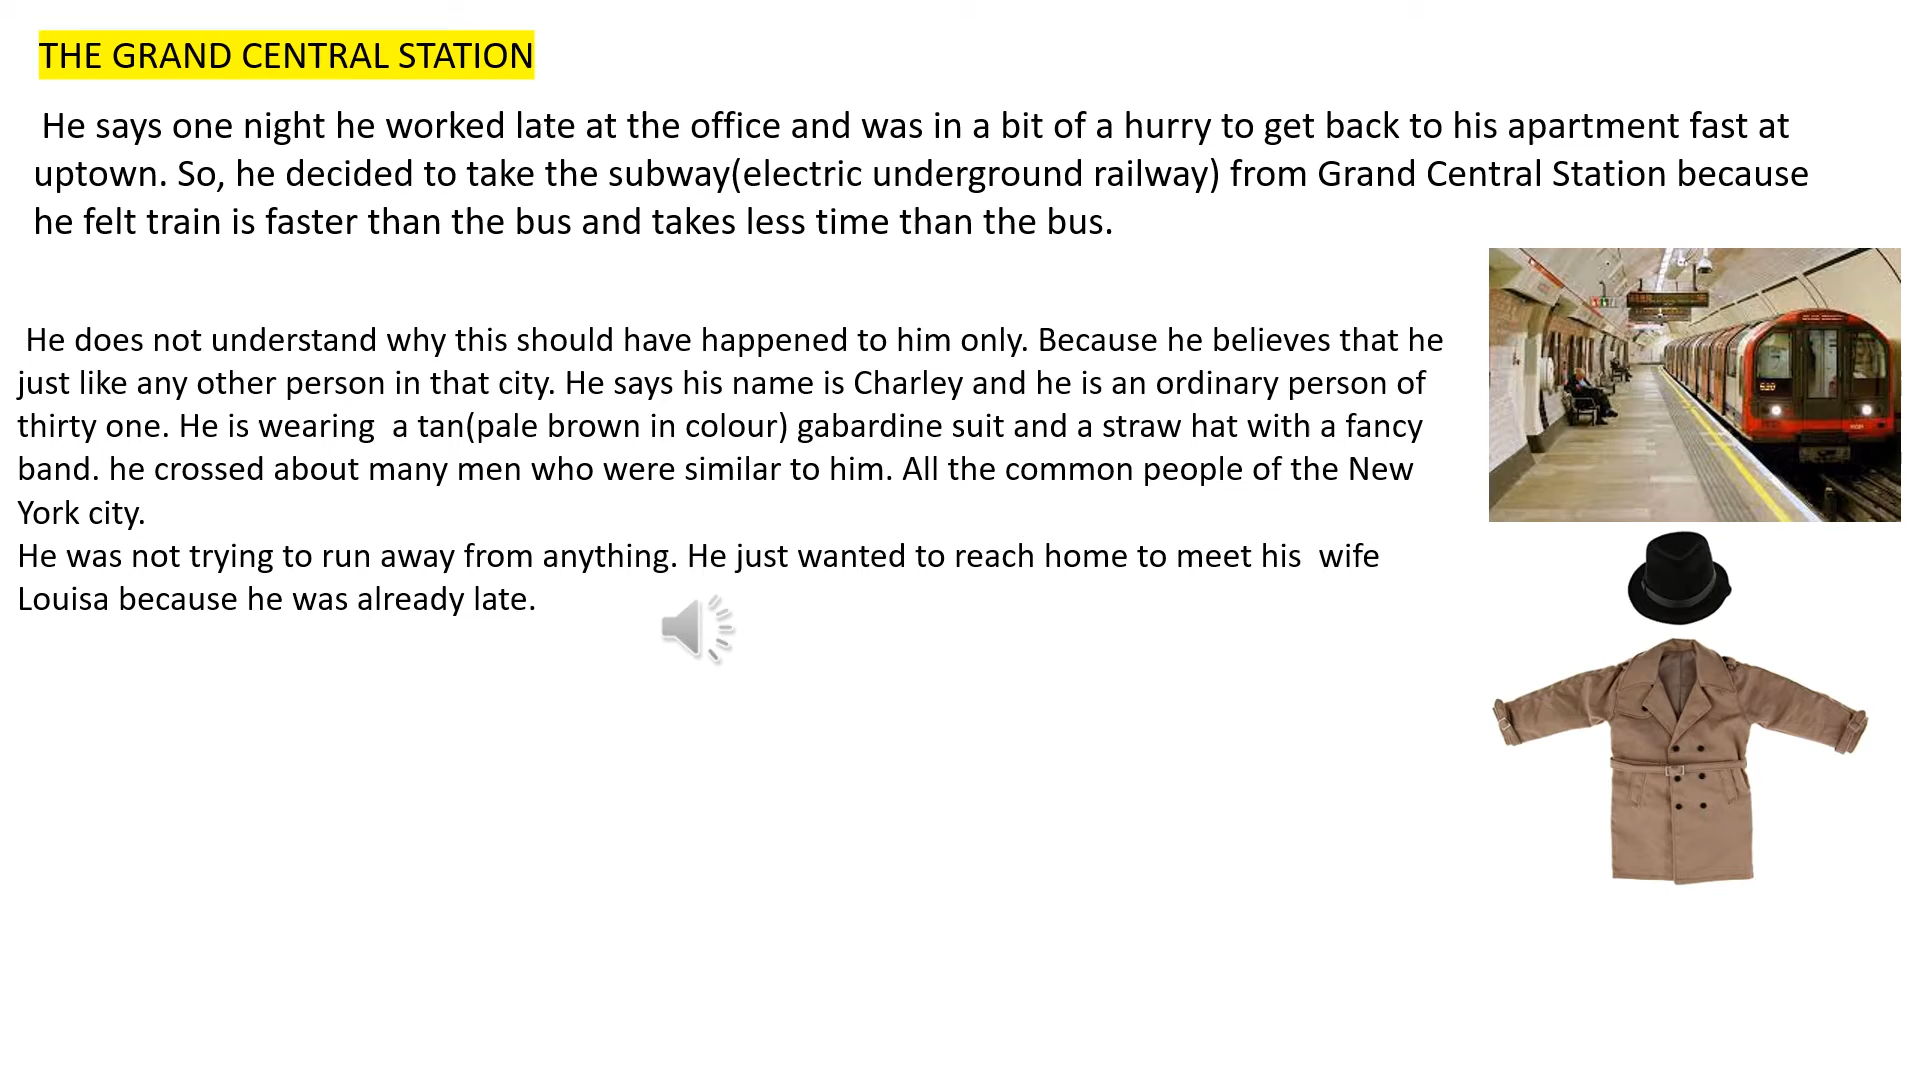 THE GRAND CENTRAL STATION
He says one night he worked late at the office and was in a bit of a hurry to get back to his apartment fast at
uptown. So, he decided to take the subway(electric underground railway) from Grand Central Station because
he felt train is faster than the bus and takes less time than the bus.
He does not understand why this should have happened to him only. Because he believes that he
just like any other person in that city. He says his name is Charley and he is an ordinary person of
thirty one. He is wearing  a tan(pale brown in colour) gabardine suit and a straw hat with a fancy
band. he crossed about many men who were similar to him. All the common people of the New
York city.
He was not trying to run away from anything. He just wanted to reach home to meet his  wife
Louisa because he was already late.